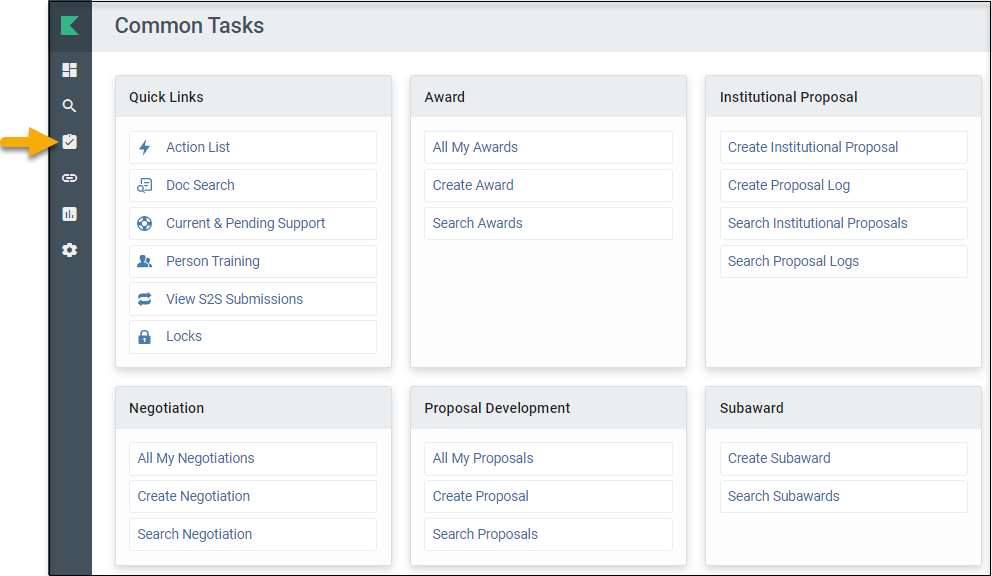 Common Tasks
Quick Links
Action List
Doc Search
Current & Pending Support
Person Training
View S2S Submissions
Locks
Award
All My Awards
Create Award
Search Awards
Institutional Proposal
Create Institutional Proposal
Create Proposal Log
Search Institutional Proposals
Search Proposal Logs
Negotiation
All My Negotiations
Create Negotiation
Search Negotiation
Proposal Development
All My Proposals
Create Proposal
Search Proposals
Subaward
Create Subaward
Search Subawards